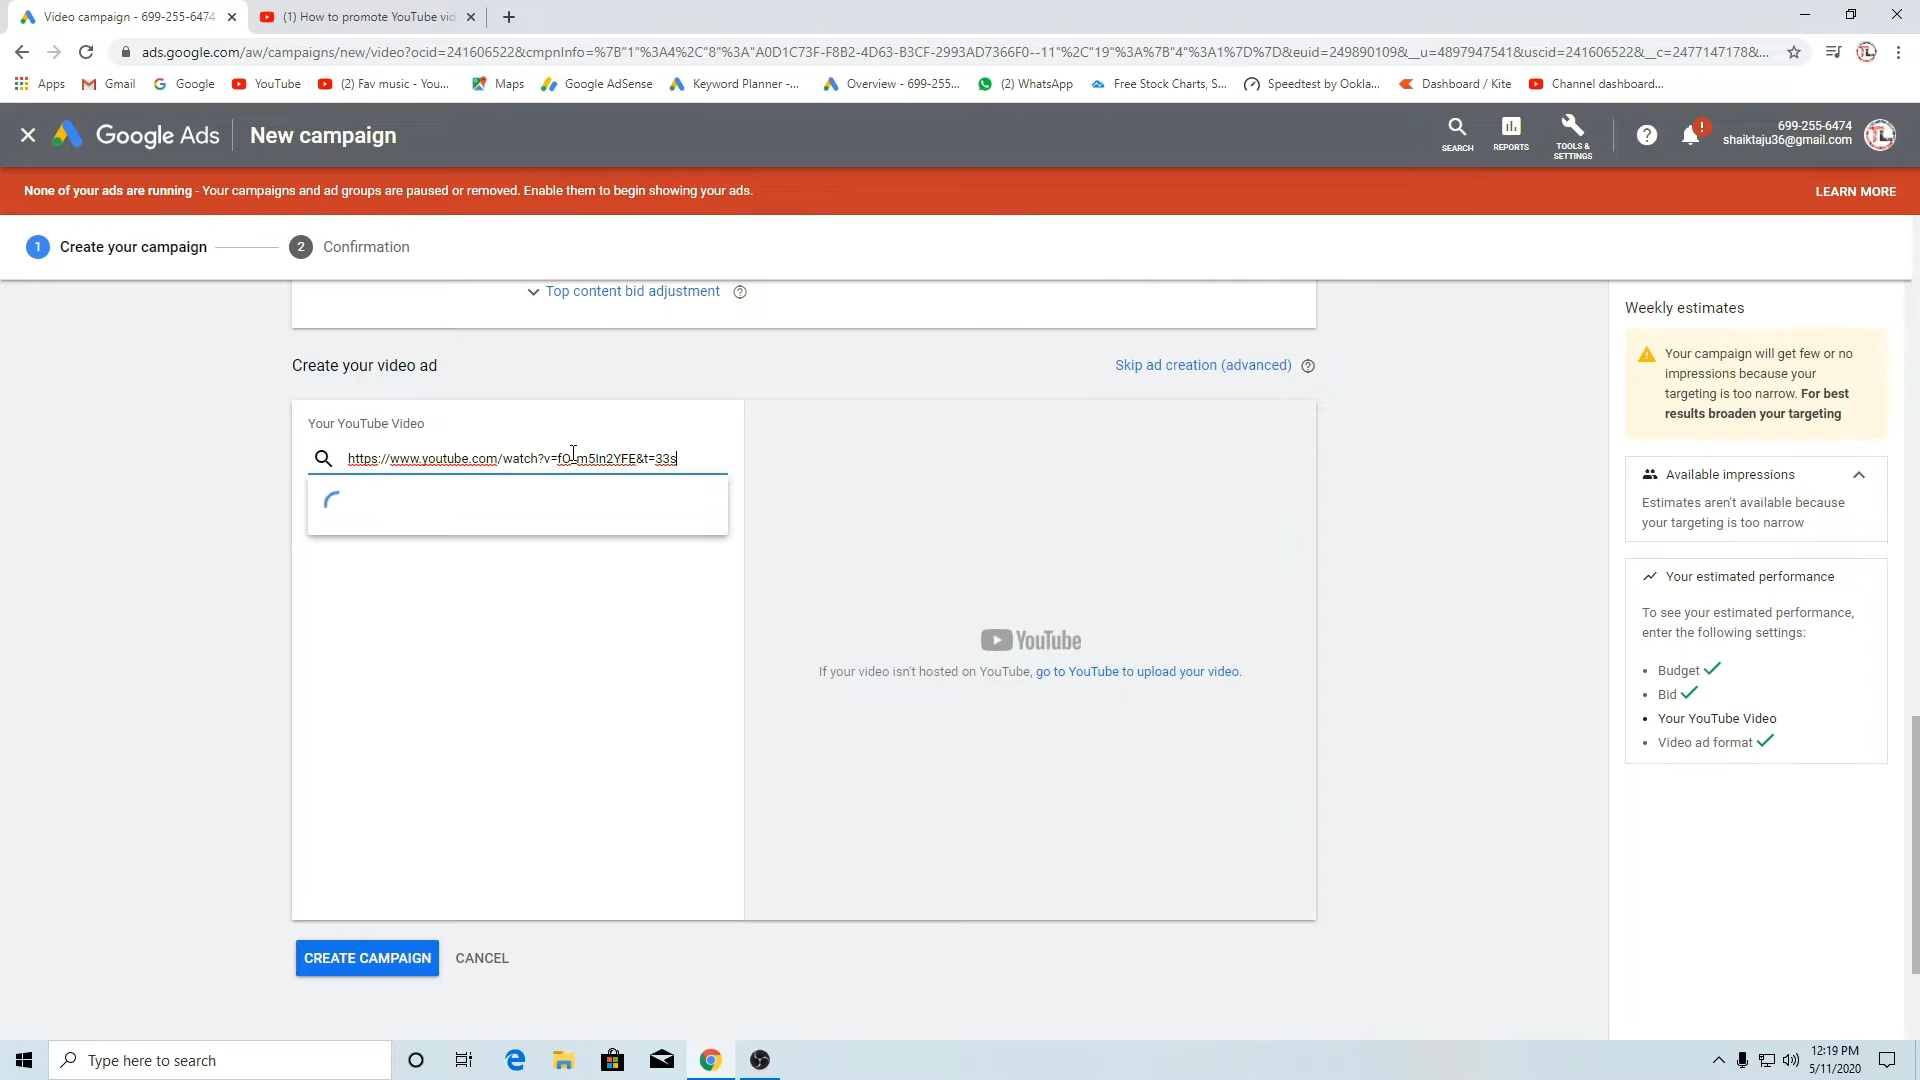 Video campaign - 699-255-6474
(1) How to promote YouTube vid
ads.google.com/aw/campaigns/new/video?ocid=241606522&cmpnInfo=%7B"1"%3A4%2C"8"%3A"A0D1C73F-F8B2-4D63-B3CF-2993AD7366F0--11"%2C"19"%3A%7B"4"%3A1%7D%7D&euid=249890109&__u=4897947541&uscid=241606522&__c=2477147178&...
Apps
Gmail
Google
YouTube
(2) Fav music - You...
Maps
Google AdSense
Keyword Planner -...
Overview - 699-255...
(2) WhatsApp
Free Stock Charts, S...
Speedtest by Ookla...
Dashboard / Kite
Channel dashboard...
Google Ads
New campaign
SEARCH
REPORTS
TOOLS & SETTINGS
?
!
699-255-6474
shaiktaju36@gmail.com
None of your ads are running - Your campaigns and ad groups are paused or removed. Enable them to begin showing your ads.
LEARN MORE
1 Create your campaign
2 Confirmation
Top content bid adjustment
Create your video ad
Skip ad creation (advanced)
Your YouTube Video
https://www.youtube.com/watch?v=fO_m5In2YFE&t=33s
YouTube
If your video isn't hosted on YouTube, go to YouTube to upload your video.
CREATE CAMPAIGN
CANCEL
Weekly estimates
Your campaign will get few or no
impressions because your
targeting is too narrow. For best
results broaden your targeting
Available impressions
Estimates aren't available because
your targeting is too narrow
Your estimated performance
To see your estimated performance,
enter the following settings:
Budget
Bid
Your YouTube Video
Video ad format
Type here to search
12:19 PM
5/11/2020